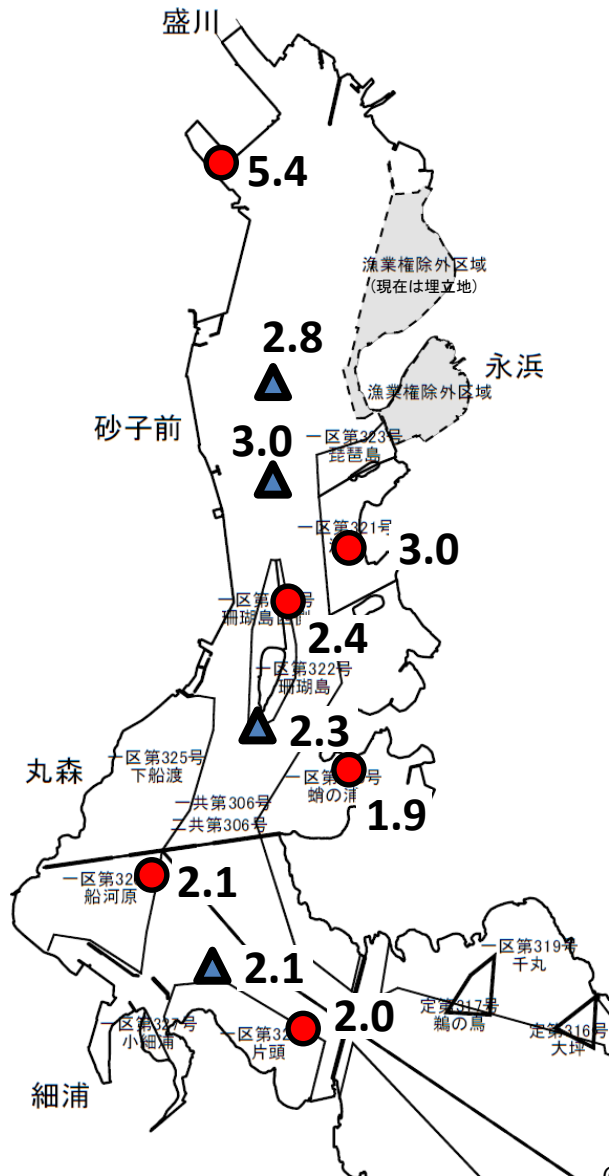 盛川
5.4
漁業権除外区域
(現在は埋立地)
2.8
永浜
漁業権除外区域
砂子前
3.0
一区第323号
琵琶島
一区第321号
3.0
一区第
号
珊瑚島
2.4
一区第322号
珊瑚島
2.3
一区第325号
下船渡
丸森
一区第
号
蛸の浦
1.9
一共第306号
二共第306号
一区第32
船河原
2.1
一区第319号
千丸
2.1
定第317号
鵜の鳥
2.0
定第316号
大坪
一区第327号
小細浦
一区第32
片頭
細浦